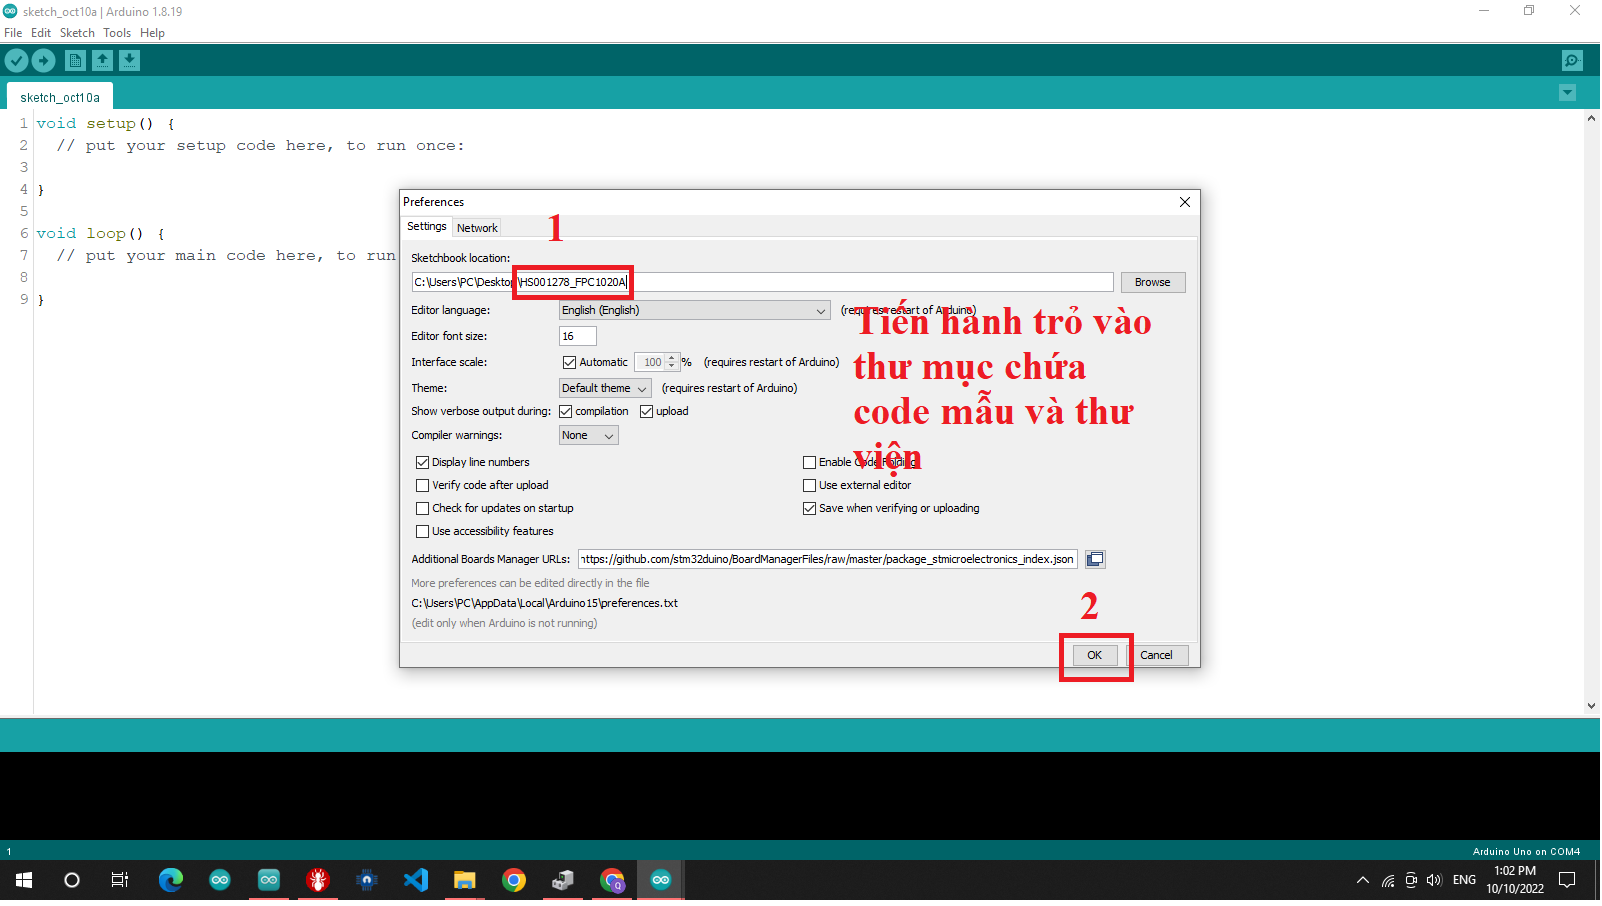 sketch_oct10a | Arduino 1.8.19
File Edit Sketch Tools Help
sketch_oct10a
1 void setup() {
2 // put your setup code here, to run once:
3
4 }
5
6 void loop() {
7 // put your main code here, to run
8
9 }
Preferences
Settings Network
1
Sketchbook location:
C:\Users\PC\Desktop\HS001278_FPC1020A Browse
Editor language: English (English) (requires restart of Arduino)
Editor font size: 16
Interface scale: Automatic 100 % (requires restart of Arduino)
Theme: Default theme (requires restart of Arduino)
Show verbose output during: compilation upload
Compiler warnings: None
Tiến hành trỏ vào
thư mục chứa
code mẫu và thư
viện
Display line numbers Enable Code Folding
Verify code after upload Use external editor
Check for updates on startup Save when verifying or uploading
Use accessibility features
Additional Boards Manager URLs: https://github.com/stm32duino/BoardManagerFiles/raw/master/package_stmicroelectronics_index.json
More preferences can be edited directly in the file
C:\Users\PC\AppData\Local\Arduino15\preferences.txt
(edit only when Arduino is not running)
2
OK Cancel
1 Arduino Uno on COM4
ENG 1:02 PM
10/10/2022